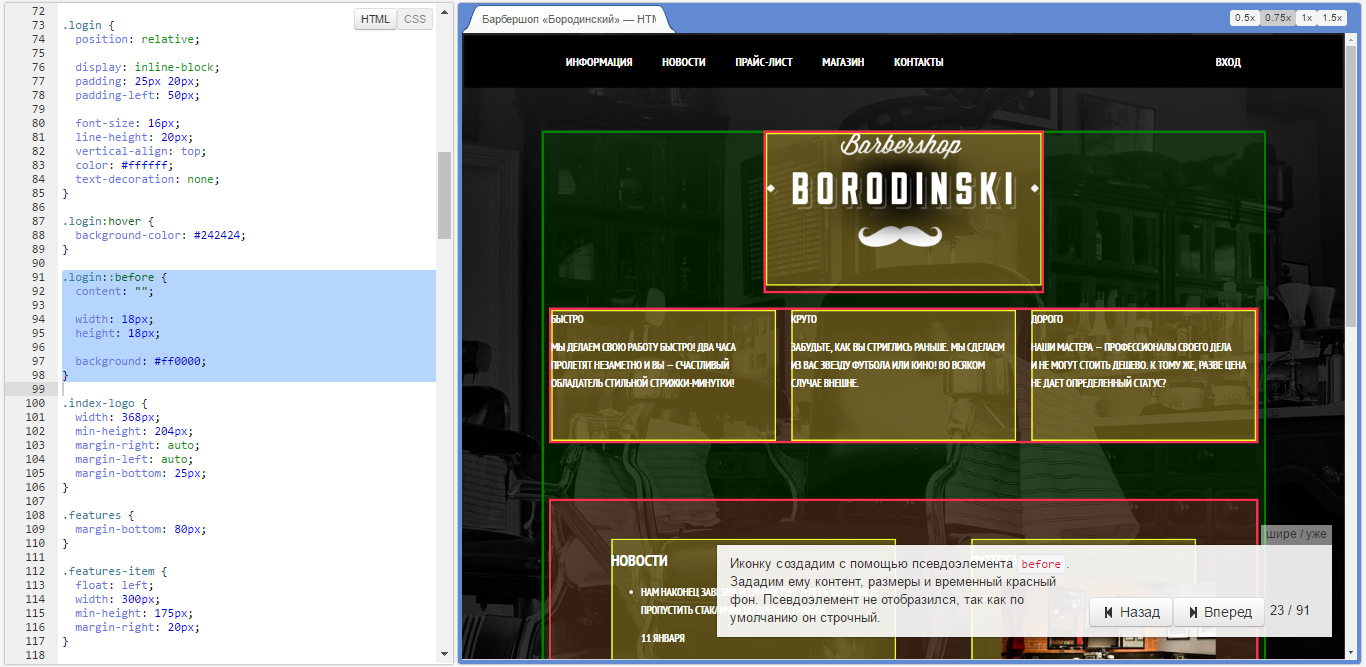 HTML CSS
72
73 .login {
74 position: relative;
75
76 display: inline-block;
77 padding: 25px 20px;
78 padding-left: 50px;
79
80 font-size: 16px;
81 line-height: 20px;
82 vertical-align: top;
83 color: #ffffff;
84 text-decoration: none;
85 }
86
87 .login:hover {
88 background-color: #242424;
89 }
90
91 .login::before {
92 content: "";
93
94 width: 18px;
95 height: 18px;
96
97 background: #ff0000;
98 }
99
100 .index-logo {
101 width: 368px;
102 min-height: 204px;
103 margin-right: auto;
104 margin-left: auto;
105 margin-bottom: 25px;
106 }
107
108 .features {
109 margin-bottom: 80px;
110 }
111
112 .features-item {
113 float: left;
114 width: 300px;
115 min-height: 175px;
116 margin-right: 20px;
117 }
118
Барбершоп «Бородинский» — HTM
0.5x 0.75x 1x 1.5x
ИНФОРМАЦИЯ НОВОСТИ ПРАЙС-ЛИСТ МАГАЗИН КОНТАКТЫ ВХОД
Barbershop
BORODINSKI
БЫСТРО
МЫ ДЕЛАЕМ СВОЮ РАБОТУ БЫСТРО! ДВА ЧАСА
ПРОЛЕТЯТ НЕЗАМЕТНО И ВЫ – СЧАСТЛИВЫЙ
ОБЛАДАТЕЛЬ СТИЛЬНОЙ СТРИЖКИ-МИНУТКИ!
КРУТО
ЗАБУДЬТЕ, КАК ВЫ СТРИГЛИСЬ РАНЬШЕ. МЫ СДЕЛАЕМ
ИЗ ВАС ЗВЕЗДУ ФУТБОЛА ИЛИ КИНО! ВО ВСЯКОМ
СЛУЧАЕ ВНЕШНЕ.
ДОРОГО
НАШИ МАСТЕРА – ПРОФЕССИОНАЛЫ СВОЕГО ДЕЛА
И НЕ МОГУТ СТОИТЬ ДЕШЕВО. К ТОМУ ЖЕ, РАЗВЕ ЦЕНА
НЕ ДАЕТ ОПРЕДЕЛЕННЫЙ СТАТУС?
НОВОСТИ
НАМ НАКОНЕЦ
ПРОПУСТИТЬ
11 ЯНВАРЯ
шире / уже
Иконку создадим с помощью псевдоэлемента before .
Зададим ему контент, размеры и временный красный
фон. Псевдоэлемент не отобразился, так как по
умолчанию он строчный.
Назад Вперед 23 / 91